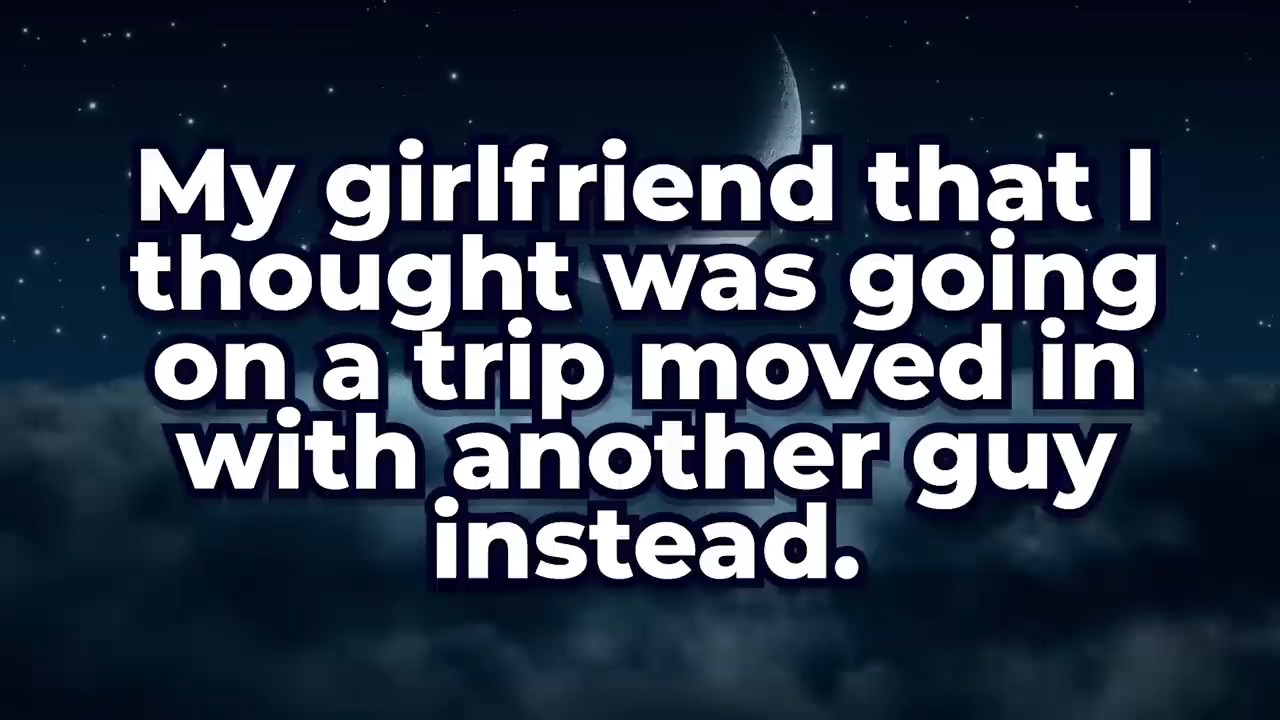 My girlfriend that I
thought was going
on a trip moved in
with another guy
instead.